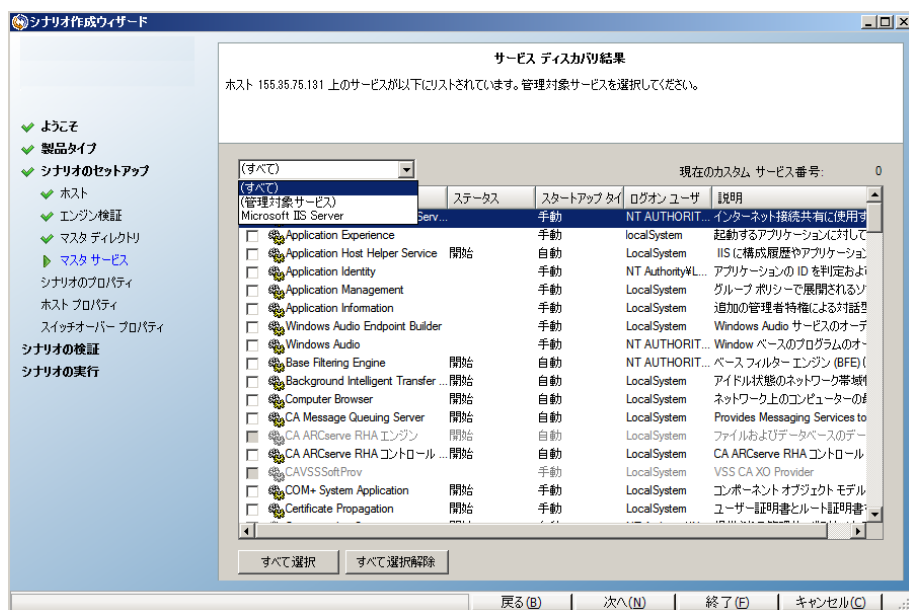 シナリオ作成ウィザード
サービス ディスカバリ結果
ホスト 155.35.75.131 上のサービスが以下にリストされています。管理対象サービスを選択してください。
ようこそ
製品タイプ
シナリオのセットアップ
ホスト
エンジン検証
マスタ ディレクトリ
マスタ サービス
シナリオのプロパティ
ホスト プロパティ
スイッチオーバー プロパティ
シナリオの検証
シナリオの実行
(すべて)
現在のカスタム サービス番号: 0
(すべて)
(管理対象サービス)
Microsoft IIS Server
ステータス スタートアップ タイ ログオン ユーザ 説明
Serv... 手動 NT AUTHORIT... インターネット接続共有に使用す
Application Experience 手動 localSystem 起動するアプリケーションに対して
Application Host Helper Service 開始 自動 LocalSystem IIS に構成履歴やアプリケーション
Application Identity 手動 NT Authority¥L... アプリケーションの ID を判定およ
Application Management 手動 LocalSystem グループ ポリシーで展開されるソ
Application Information 手動 LocalSystem 追加の管理者特権による対話型
Windows Audio Endpoint Builder 手動 LocalSystem Windows Audio サービスのオーデ
Windows Audio 手動 NT AUTHORIT... Window ベースのプログラムのオー
Base Filtering Engine 開始 自動 NT AUTHORIT... ベース フィルター エンジン (BFE) (
Background Intelligent Transfer ... 開始 自動 LocalSystem アイドル状態のネットワーク帯域
Computer Browser 開始 自動 LocalSystem ネットワーク上のコンピューターの
CA Message Queuing Server 開始 自動 LocalSystem Provides Messaging Services to
CA ARCserve RHA エンジン 開始 自動 LocalSystem ファイルおよびデータベースのデー
CA ARCserve RHA コントロール ... 開始 自動 LocalSystem CA ARCserve RHA コントロール
CAVSSSoftProv 手動 LocalSystem VSS CA XO Provider
COM+ System Application 開始 手動 LocalSystem コンポーネント オブジェクト モデル
Certificate Propagation 開始 手動 LocalSystem ユーザー証明書とルート証明書
すべて選択 すべて選択解除
戻る(B) 次へ(N) 終了(F) キャンセル(C)